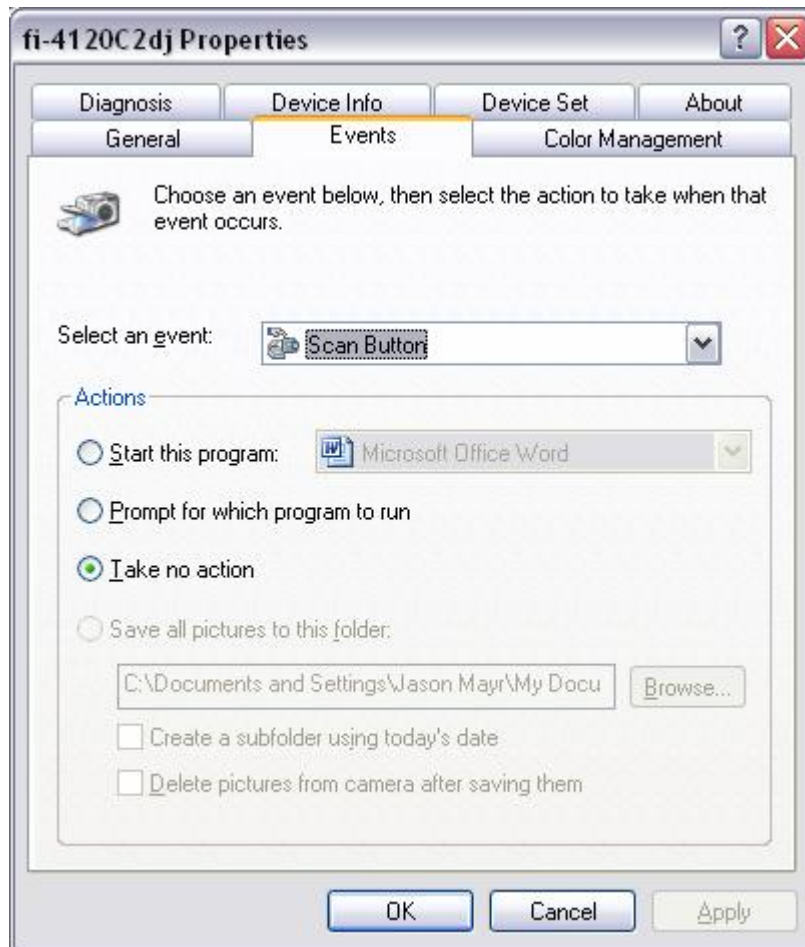 fi-4120C2dj Properties
Diagnosis Device Info Device Set About
General Events Color Management
Choose an event below, then select the action to take when that
event occurs.
Select an event: Scan Button
Actions
Start this program: Microsoft Office Word
Prompt for which program to run
Take no action
Save all pictures to this folder:
C:\Documents and Settings\Jason Mayr\My Docu Browse...
Create a subfolder using today's date
Delete pictures from camera after saving them
OK Cancel Apply